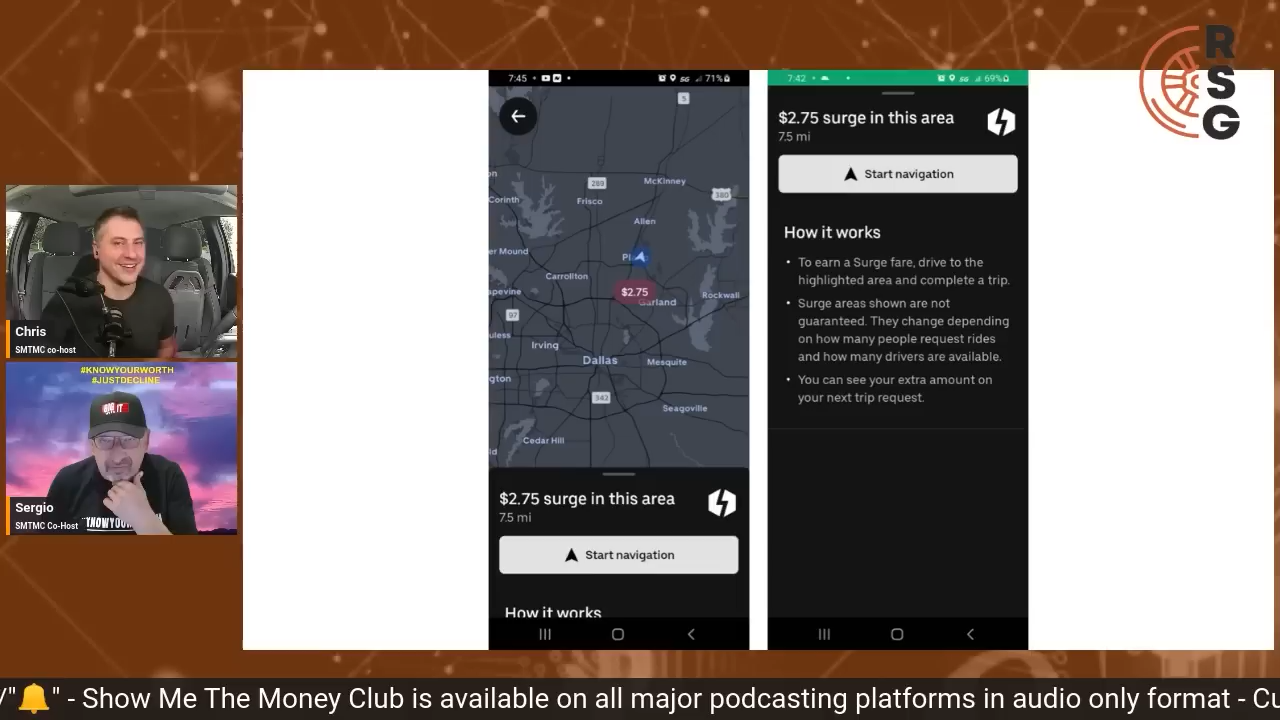 RSG
Chris
SMTMC co-host
#KNOWYOURWORTH
#JUSTDECLINE
Sergio
SMTMC Co-Host
7:45
5G
71%
5
289
McKinney
380
Corinth
Frisco
Allen
er Mound
Carrollton
$2.75
apevine
Garland
Rockwall
97
uless
Irving
Dallas
Mesquite
gton
342
Seagoville
Cedar Hill
$2.75 surge in this area
7.5 mi
Start navigation
How it works
7:42
5G
69%
$2.75 surge in this area
7.5 mi
Start navigation
How it works
• To earn a Surge fare, drive to the
highlighted area and complete a trip.
• Surge areas shown are not
guaranteed. They change depending
on how many people request rides
and how many drivers are available.
• You can see your extra amount on
your next trip request.
/"🔔" - Show Me The Money Club is available on all major podcasting platforms in audio only format - Cu